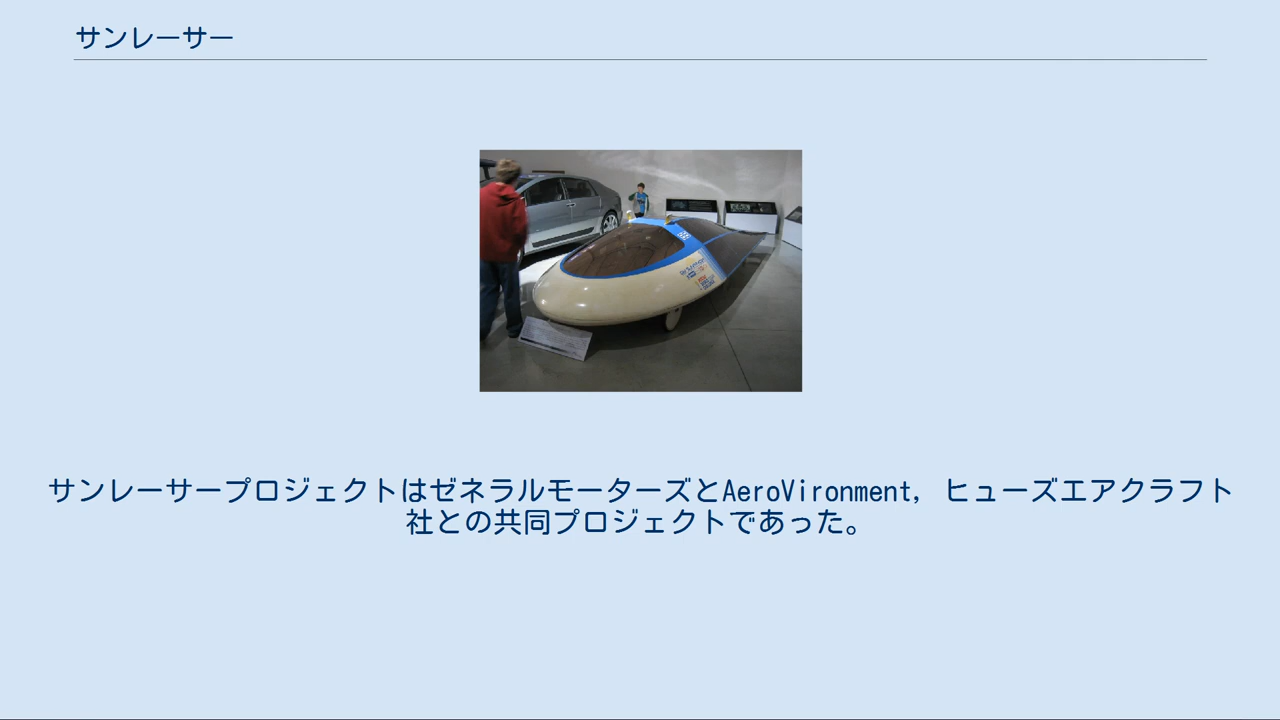 サンレーサー
サンレーサープロジェクトはゼネラルモーターズとAeroVironment, ヒューズエアクラフト
社との共同プロジェクトであった。